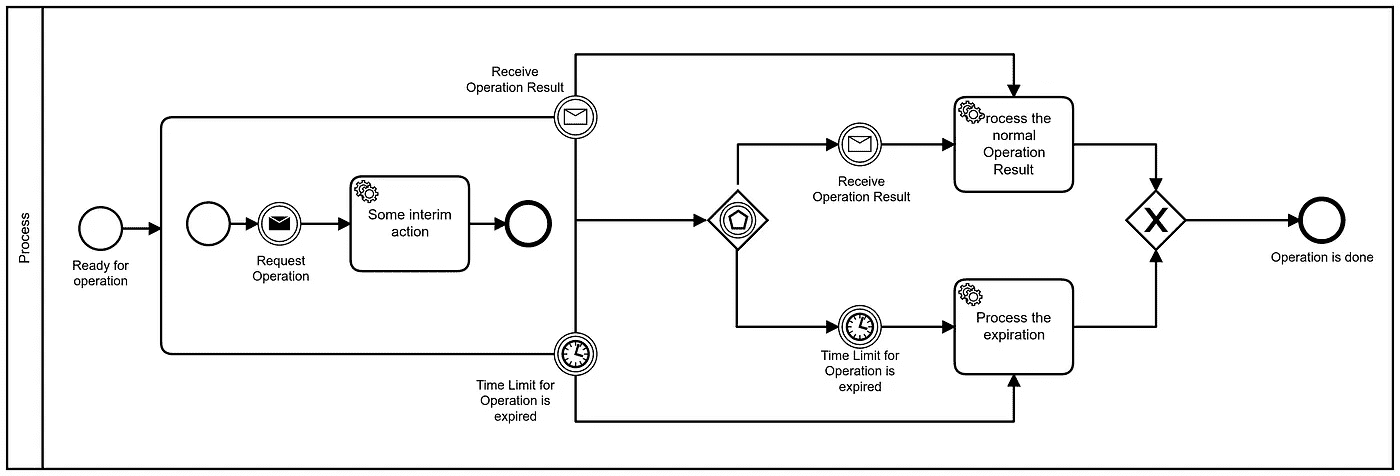 Process
Ready for
operation
Request
Operation
Some interim
action
Receive
Operation Result
Time Limit for
Operation is
expired
Receive
Operation Result
Time Limit for
Operation is
expired
rocess the
normal
Operation
Result
Process the
expiration
X
Operation is done